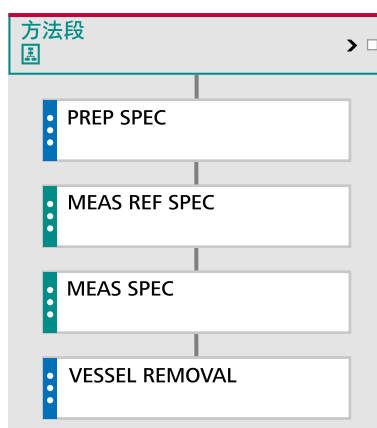 方法段
PREP SPEC
MEAS REF SPEC
MEAS SPEC
VESSEL REMOVAL